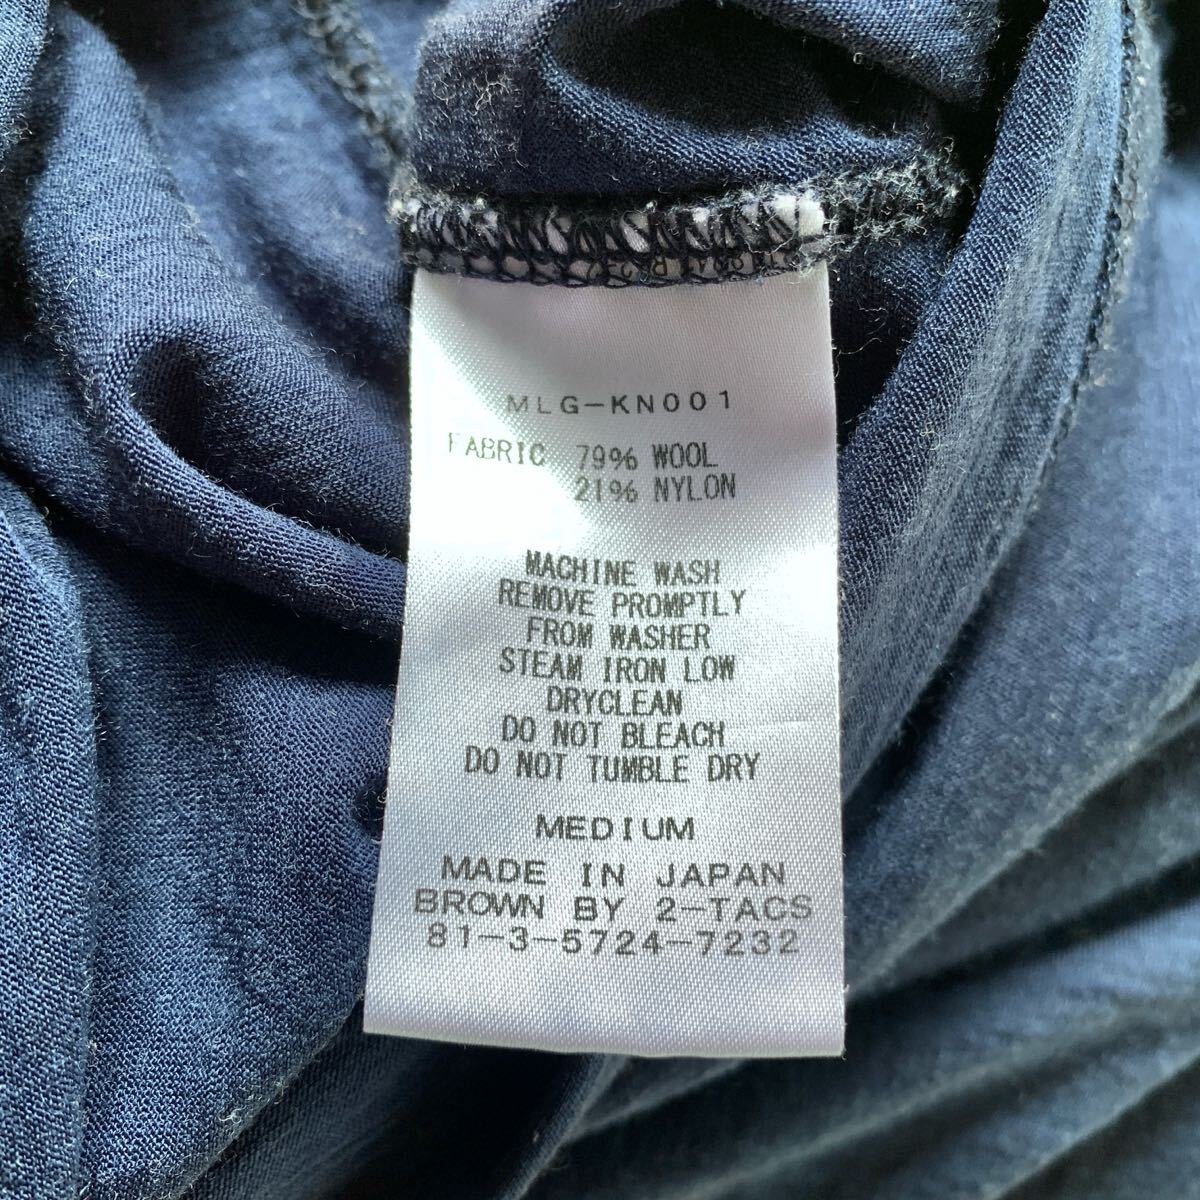 MLG-KN001
FABRIC 79% WOOL
21% NYLON
MACHINE WASH
REMOVE PROMPTLY
FROM WASHER
STEAM IRON LOW
DRYCLEAN
DO NOT BLEACH
DO NOT TUMBLE DRY
MEDIUM
MADE IN JAPAN
BROWN BY 2-TACS
81-3-5724-7232